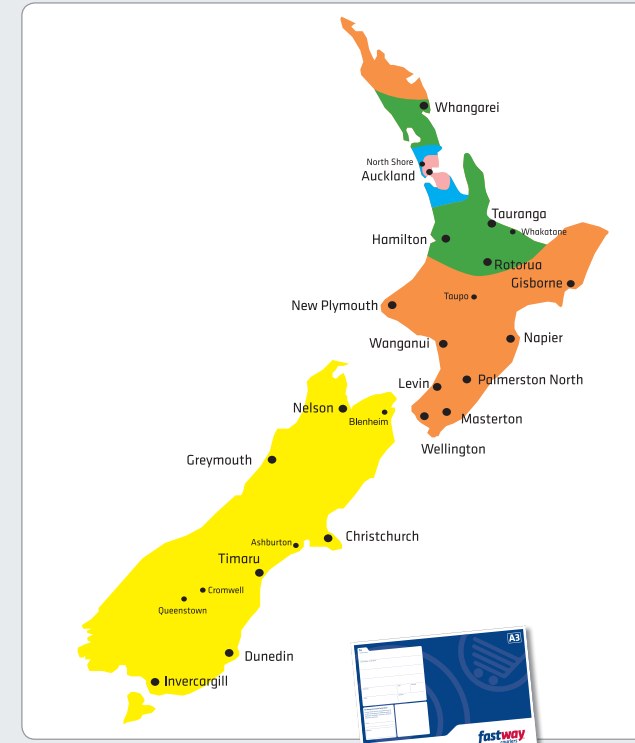 Whangarei
North Shore
Auckland
Tauranga
Whakatane
Hamilton
Rotorua
Gisborne
Taupo
New Plymouth
Napier
Wanganui
Palmerston North
Levin
Nelson
Masterton
Blenheim
Wellington
Greymouth
Christchurch
Ashburton
Timaru
Cromwell
Queenstown
Dunedin
Invercargill
A3
fastway
couriers